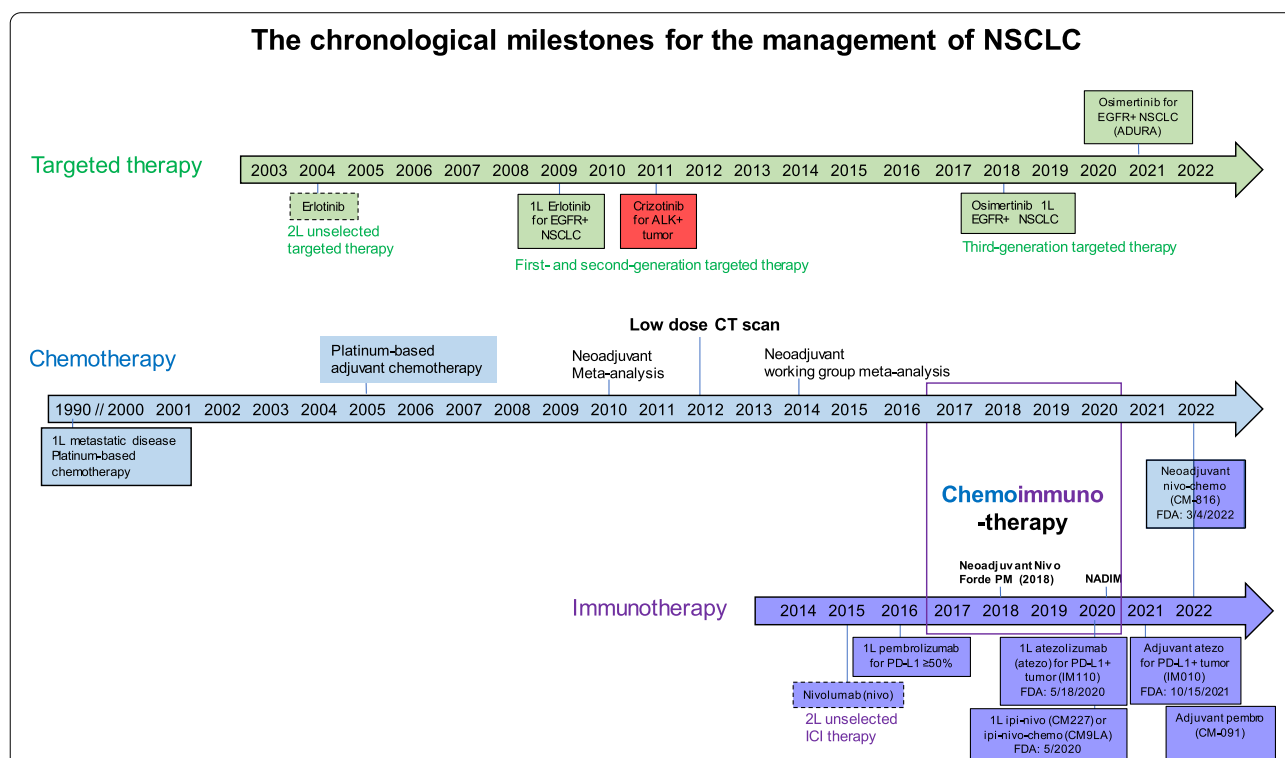 The chronological milestones for the management of NSCLC
Osimertinib for
EGFR+ NSCLC
(ADURA)
Targeted therapy
2003 2004 2005 2006 2007 2008 2009 2010 2011 2012 2013 2014 2015 2016 2017 2018 2019 2020 2021 2022
Erlotinib
2L unselected
targeted therapy
1L Erlotinib
for EGFR+
NSCLC
Crizotinib
for ALK+
tumor
First- and second-generation targeted therapy
Osimertinib 1L
EGFR+ NSCLC
Third-generation targeted therapy
Low dose CT scan
Chemotherapy
Platinum-based
adjuvant chemotherapy
Neoadjuvant
Meta-analysis
Neoadjuvant
working group meta-analysis
1990 // 2000 2001 2002 2003 2004 2005 2006 2007 2008 2009 2010 2011 2012 2013 2014 2015 2016 2017 2018 2019 2020 2021 2022
1L metastatic disease
Platinum-based
chemotherapy
Neoadjuvant
nivo-chemo
(CM-816)
FDA: 3/4/2022
Chemoimmuno
-therapy
Neoadjuvant Nivo
Forde PM (2018)
NADIM
Immunotherapy
2014 2015 2016 2017 2018 2019 2020 2021 2022
1L pembrolizumab
for PD-L1 ≥50%
Nivolumab (nivo)
2L unselected
ICI therapy
1L atezolizumab
(atezo) for PD-L1+
tumor (IM110)
FDA: 5/18/2020
Adjuvant atezo
for PD-L1+ tumor
(IM010)
FDA: 10/15/2021
1L ipi-nivo (CM227) or
ipi-nivo-chemo (CM9LA)
FDA: 5/2020
Adjuvant pembro
(CM-091)